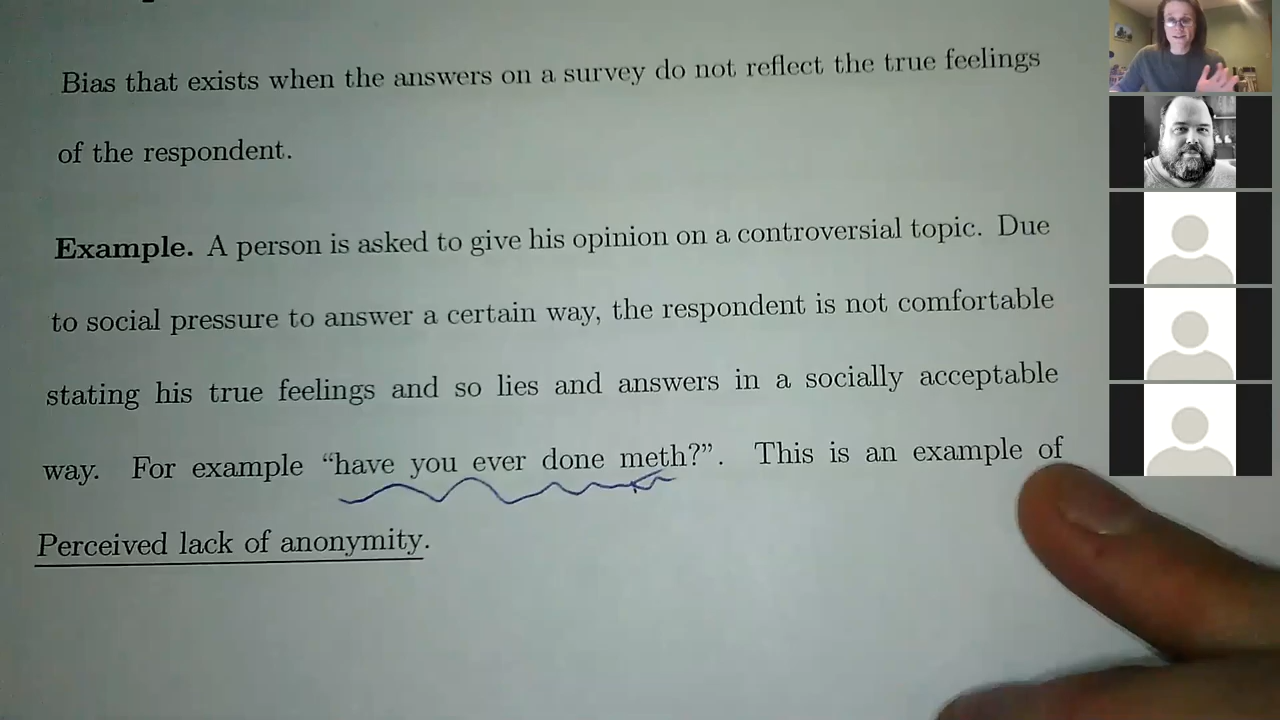 Bias that exists when the answers on a survey do not reflect the true feelings
of the respondent.
Example. A person is asked to give his opinion on a controversial topic. Due
to social pressure to answer a certain way, the respondent is not comfortable
stating his true feelings and so lies and answers in a socially acceptable
way. For example “have you ever done meth?”. This is an example of
Perceived lack of anonymity.